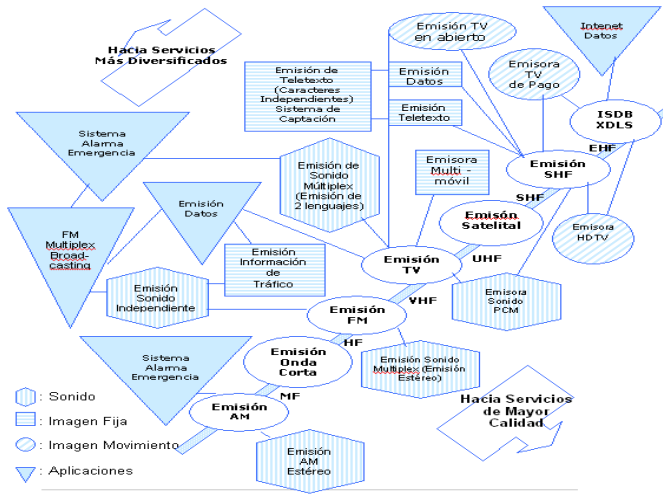 Hacia Servicios
Más Diversificados
Emisión TV
en abierto
Intenet
Datos
Emisora
TV
de Pago
Emisión de
Teletexto
(Caracteres
Independientes)
Sistema de
Captación
Emisión
Datos
Emisión
Teletexto
ISDB
XDLS
EHF
Sistema
Alarma
Emergencia
Emisión de
Sonido
Múltiplex
(Emisión de
2 lenguajes)
Emisora
Multi -
móvil
Emisión
SHF
SHF
Emisión
Datos
Emisón
Satelital
Emisora
HDTV
FM
Multiplex
Broad-
casting
Emisión
Información
de
Tráfico
Emisión
TV
UHF
Emisión
Sonido
Independiente
VHF
Emisora
Sonido
PCM
Emisión
FM
HF
Sistema
Alarma
Emergencia
Emisión
Onda
Corta
Emisión Sonido
Multiplex (Emisión
Estéreo)
MF
Hacia Servicios
de Mayor
Calidad
: Sonido
: Imagen Fija
: Imagen Movimiento
: Aplicaciones
Emisión
AM
Emisión
AM
Estéreo